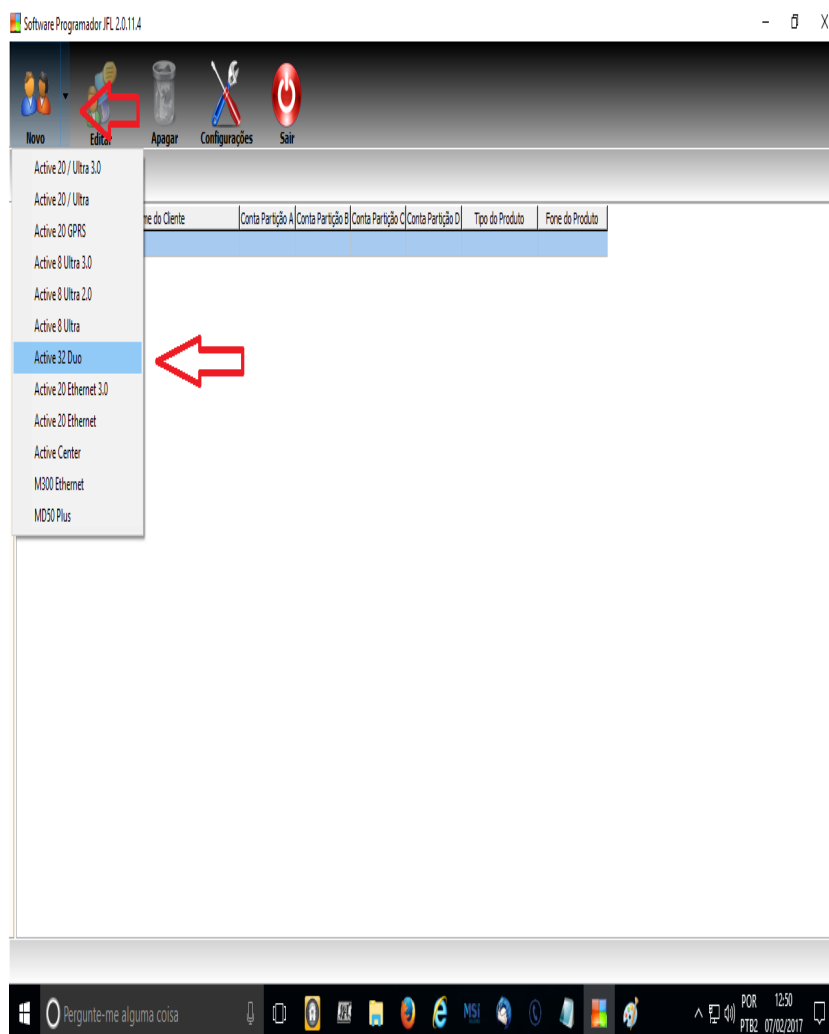 Software Programador JFL 2.0.11.4
Novo Editar Apagar Configurações Sair
Active 20 / Ultra 3.0
Active 20 / Ultra
Active 20 GPRS
Active 8 Ultra 3.0
Active 8 Ultra 2.0
Active 8 Ultra
Active 32 Duo
Active 20 Ethernet 3.0
Active 20 Ethernet
Active Center
M300 Ethernet
MD50 Plus
me do Cliente Conta Partição A Conta Partição B Conta Partição C Conta Partição D Tipo do Produto Fone do Produto
Pergunte-me alguma coisa
MSI
POR 12:50
PTB2 07/02/2017